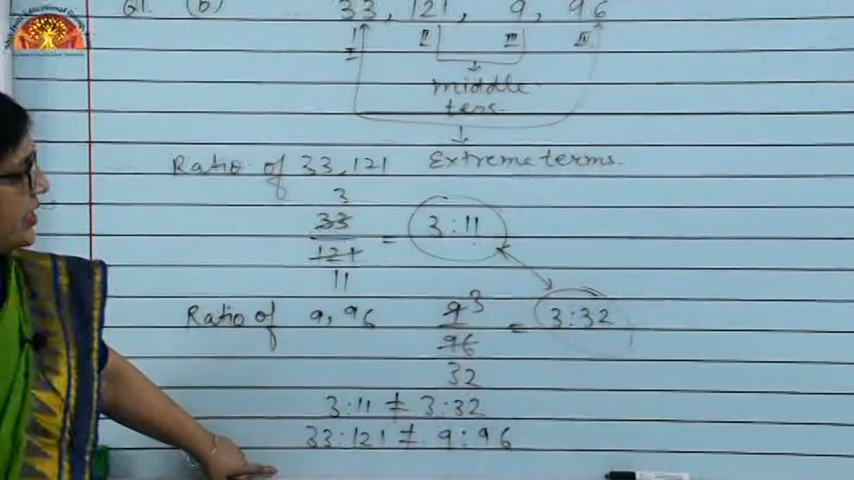 Q1. (b) 33, 121, 9, 96
I II III IV
middle
ters
Extreme terms.
Ratio of 33, 121
3
33
121
11
= 3:11
Ratio of 9, 96
9 3
96
32
= 3:32
3:11 ≠ 3:32
33:121 ≠ 9:96